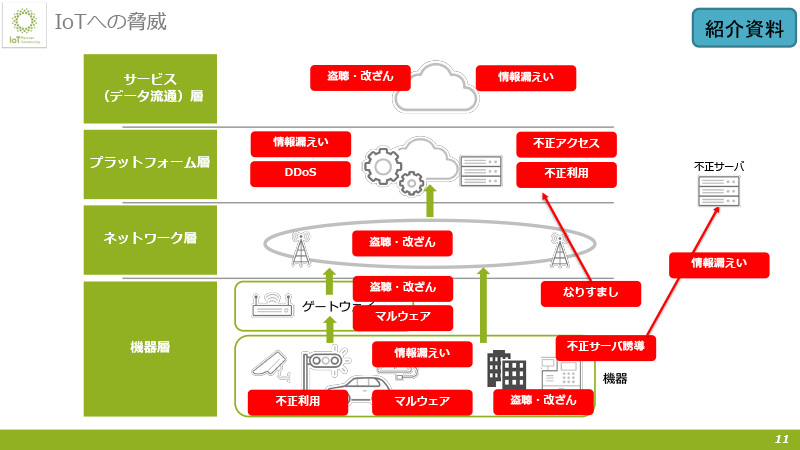 IoTへの脅威
紹介資料
IoT
サービス
（データ流通）層
盗聴・改ざん
情報漏えい
プラットフォーム層
情報漏えい
DDoS
不正アクセス
不正利用
不正サーバ
ネットワーク層
盗聴・改ざん
情報漏えい
機器層
ゲートウェイ
盗聴・改ざん
マルウェア
なりすまし
情報漏えい
不正サーバ誘導
不正利用
マルウェア
盗聴・改ざん
機器
11